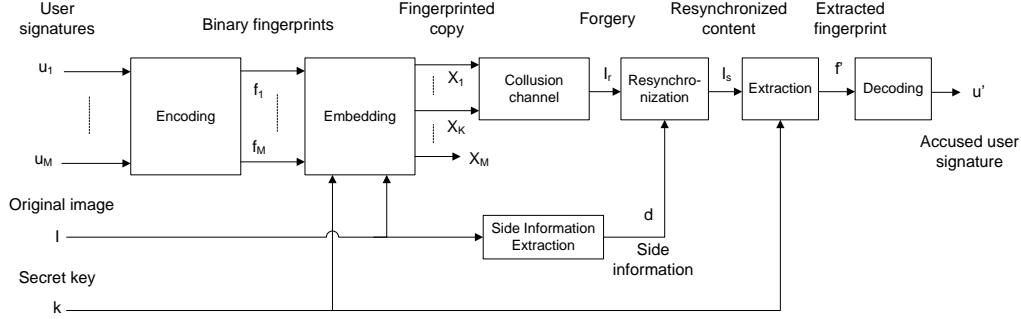 User
signatures
Binary fingerprints
Fingerprinted
copy
Forgery
Resynchronized
content
Extracted
fingerprint
u1
uM
Encoding
f1
fM
Embedding
X1
XK
XM
Collusion
channel
Ir
Resynchro-
nization
Is
Extraction
f'
Decoding
u'
Accused user
signature
Original image
I
Side Information
Extraction
d
Side
information
Secret key
k